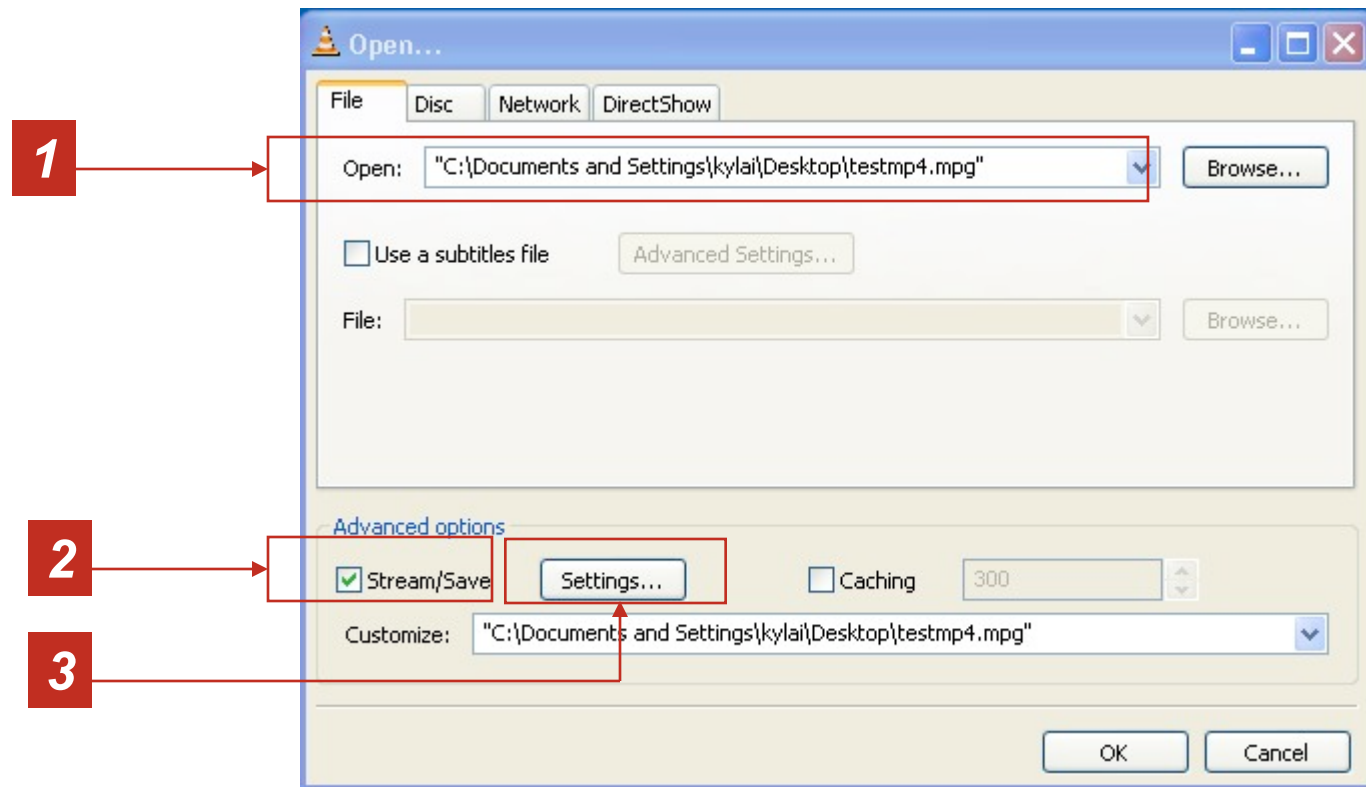 Open...
File Disc Network DirectShow
1
Open: "C:\Documents and Settings\kylai\Desktop\testmp4.mpg" Browse...
Use a subtitles file Advanced Settings...
File: Browse...
Advanced options
2
Stream/Save Settings... Caching 300
Customize: "C:\Documents and Settings\kylai\Desktop\testmp4.mpg"
3
OK Cancel